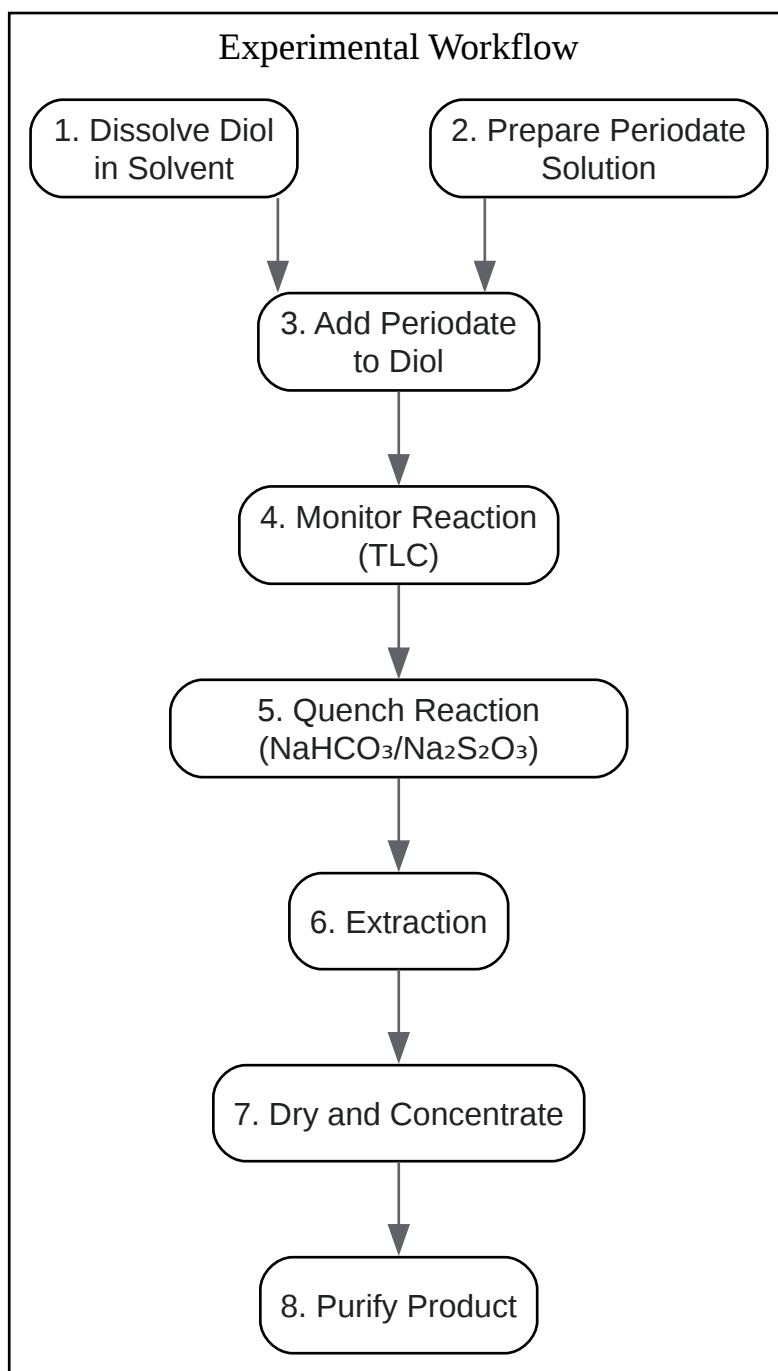 Experimental Workflow
1. Dissolve Diol
in Solvent
2. Prepare Periodate
Solution
3. Add Periodate
to Diol
4. Monitor Reaction
(TLC)
5. Quench Reaction
(NaHCO₃/Na₂S₂O₃)
6. Extraction
7. Dry and Concentrate
8. Purify Product